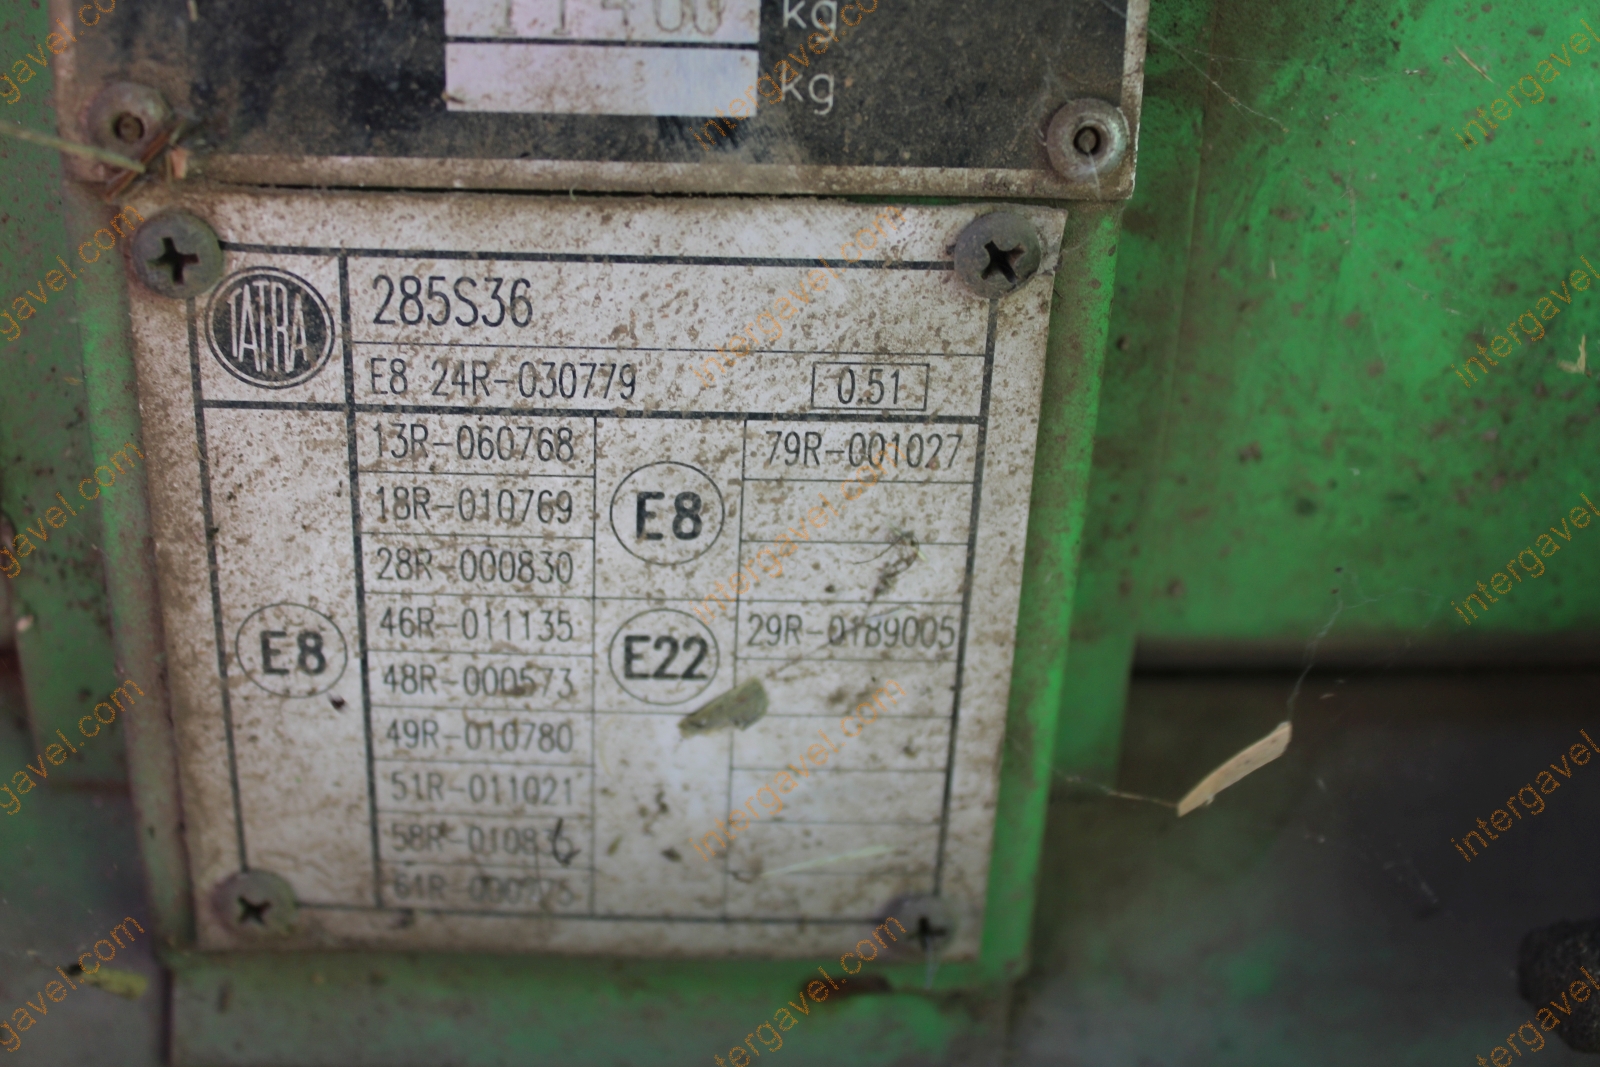 11400 kg
kg
TATRA
285S36
E8 24R-030779 0.51
E8
13R-060768
18R-010769
28R-000830
46R-011135
48R-000573
49R-010780
51R-011021
E8
79R-001027
E22
29R-0189005
intergavel.com